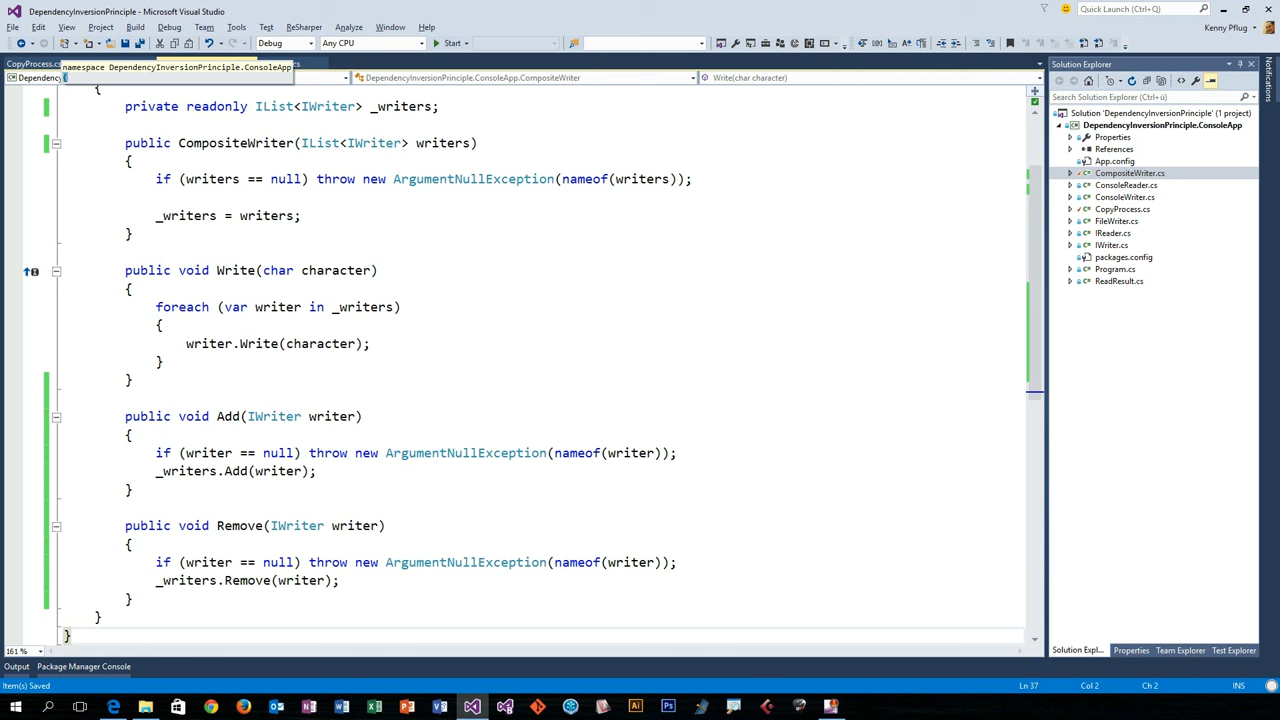 DependencyInversionPrinciple - Microsoft Visual Studio
Quick Launch (Ctrl+Q)
File Edit View Project Build Debug Team Tools Test ReSharper Analyze Window Help
Kenny Pflug
Debug Any CPU Start
CopyProcess.cs
namespace DependencyInversionPrinciple.ConsoleApp
{
Dependency
DependencyInversionPrinciple.ConsoleApp.CompositeWriter
Write(char character)
{
private readonly IList<IWriter> _writers;
public CompositeWriter(IList<IWriter> writers)
{
if (writers == null) throw new ArgumentNullException(nameof(writers));
_writers = writers;
}
public void Write(char character)
{
foreach (var writer in _writers)
{
writer.Write(character);
}
}
public void Add(IWriter writer)
{
if (writer == null) throw new ArgumentNullException(nameof(writer));
_writers.Add(writer);
}
public void Remove(IWriter writer)
{
if (writer == null) throw new ArgumentNullException(nameof(writer));
_writers.Remove(writer);
}
}
}
161 %
Solution Explorer
Search Solution Explorer (Ctrl+ü)
Solution 'DependencyInversionPrinciple' (1 project)
DependencyInversionPrinciple.ConsoleApp
Properties
References
App.config
CompositeWriter.cs
ConsoleReader.cs
ConsoleWriter.cs
CopyProcess.cs
FileWriter.cs
IReader.cs
IWriter.cs
packages.config
Program.cs
ReadResult.cs
Solution Expl... Properties Team Explorer Test Explorer
Notifications
Output Package Manager Console
Item(s) Saved Ln 37 Col 2 Ch 2 INS